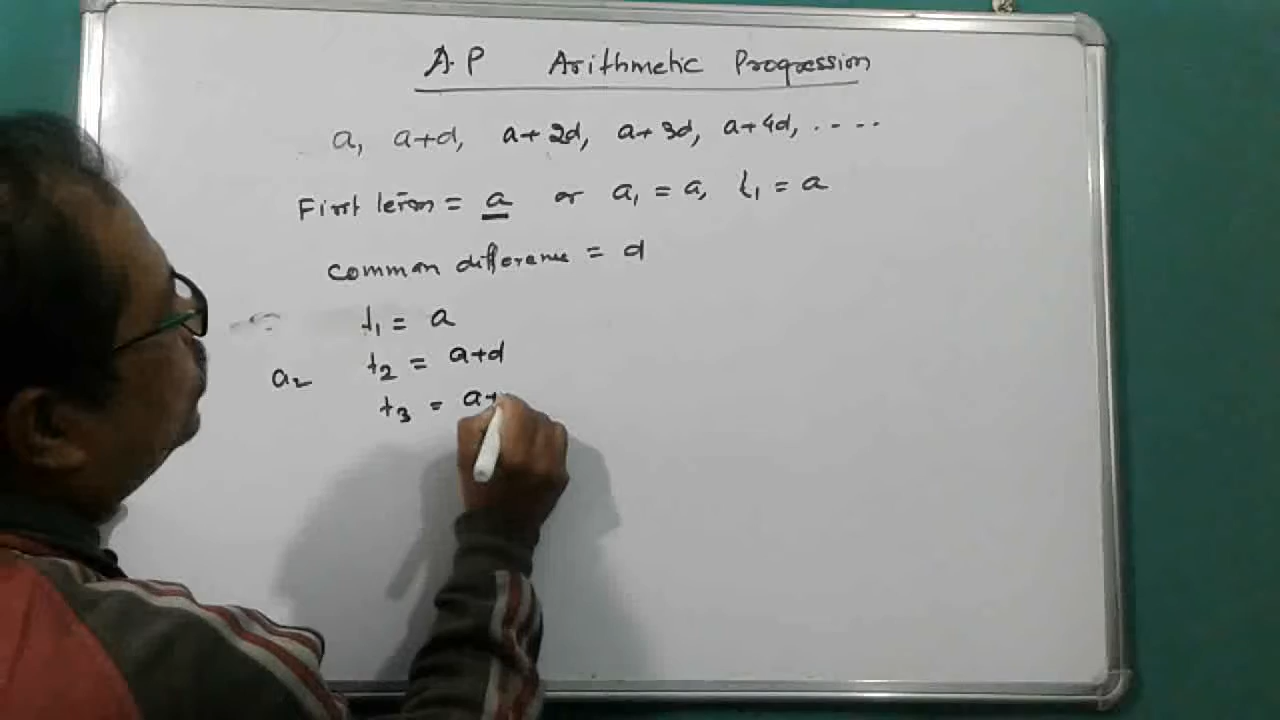 A.P Arithmetic Progression
a, a+d, a+2d, a+3d, a+4d, .....
First term = a or a₁ = a, t₁ = a
Common difference = d
t₁ = a
a₂ t₂ = a+d
t₃ = a+